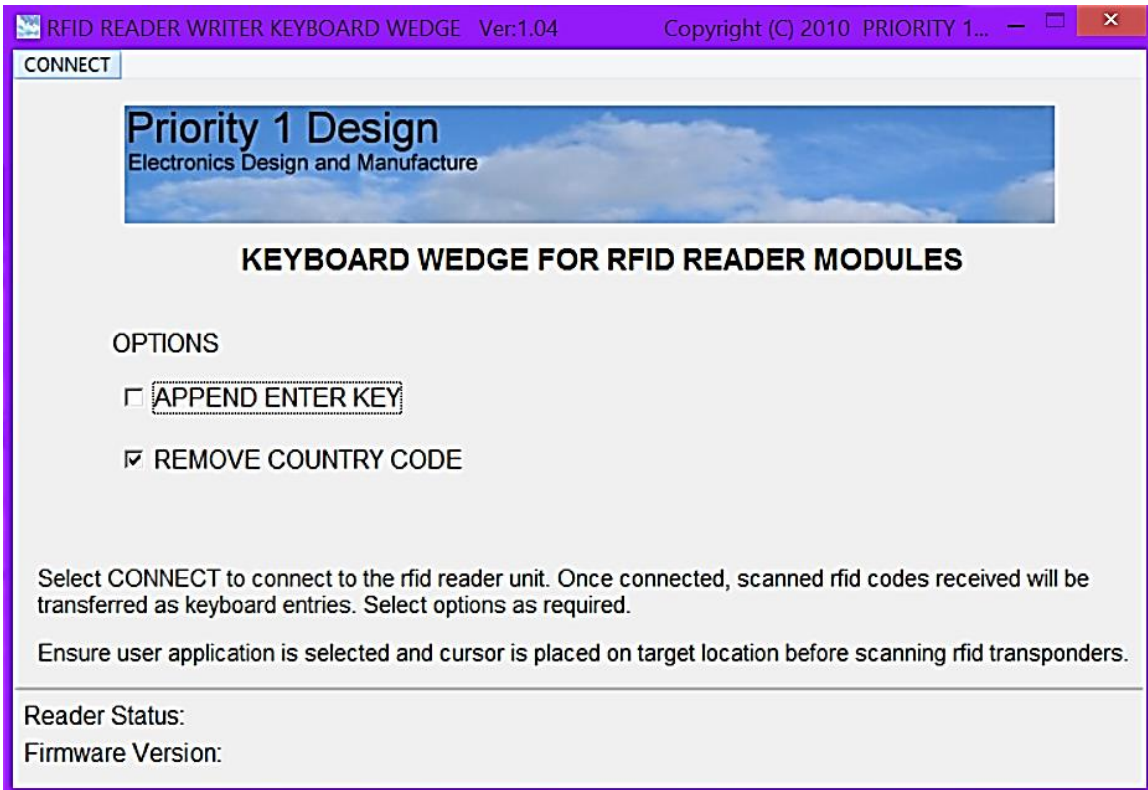 RFID READER WRITER KEYBOARD WEDGE Ver:1.04 Copyright (C) 2010 PRIORITY 1...
CONNECT
Priority 1 Design
Electronics Design and Manufacture
KEYBOARD WEDGE FOR RFID READER MODULES
OPTIONS
APPEND ENTER KEY
REMOVE COUNTRY CODE
Select CONNECT to connect to the rfid reader unit. Once connected, scanned rfid codes received will be
transferred as keyboard entries. Select options as required.
Ensure user application is selected and cursor is placed on target location before scanning rfid transponders.
Reader Status:
Firmware Version: